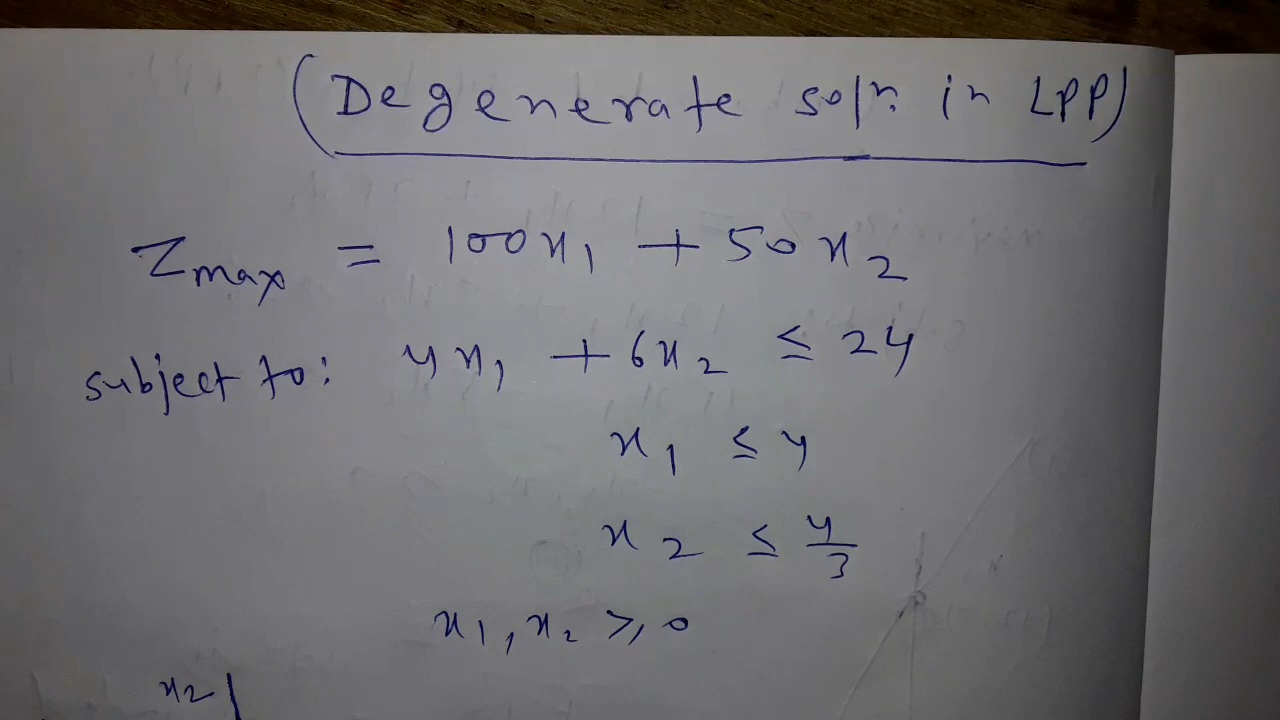 (Degenerate soln in LPP)
Zmax = 100x1 + 50x2
subject to: 4x1 + 6x2 ≤ 24
x1 ≤ 4
x2 ≤ 4/3
x1, x2 ≥ 0
x2